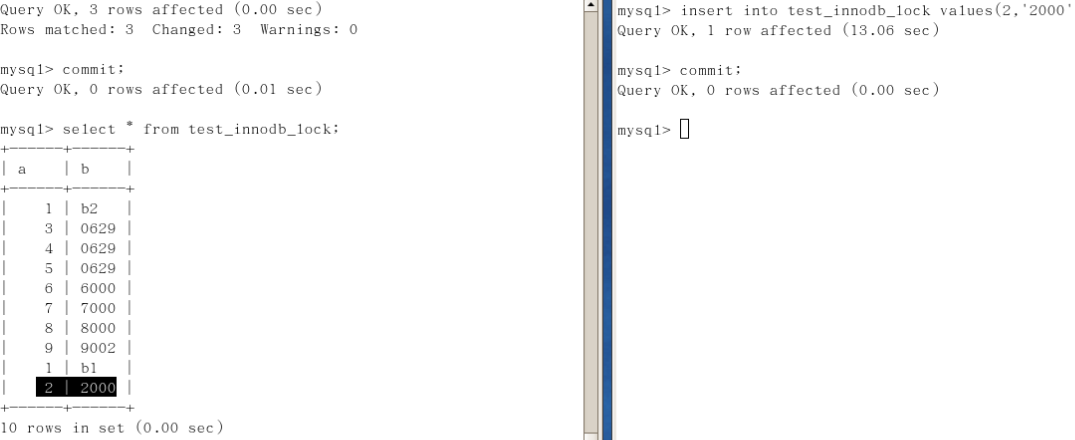 Query OK, 3 rows affected (0.00 sec)
Rows matched: 3  Changed: 3  Warnings: 0
mysql> commit;
Query OK, 0 rows affected (0.01 sec)
mysql> select * from test_innodb_lock;
+------+------+
| a    | b    |
+------+------+
|    1 | b2   |
|    3 | 0629 |
|    4 | 0629 |
|    5 | 0629 |
|    6 | 6000 |
|    7 | 7000 |
|    8 | 8000 |
|    9 | 9002 |
|    1 | b1   |
|    2 | 2000 |
+------+------+
10 rows in set (0.00 sec)
mysql> insert into test_innodb_lock values(2,'2000'
Query OK, 1 row affected (13.06 sec)
mysql> commit;
Query OK, 0 rows affected (0.00 sec)
mysql>